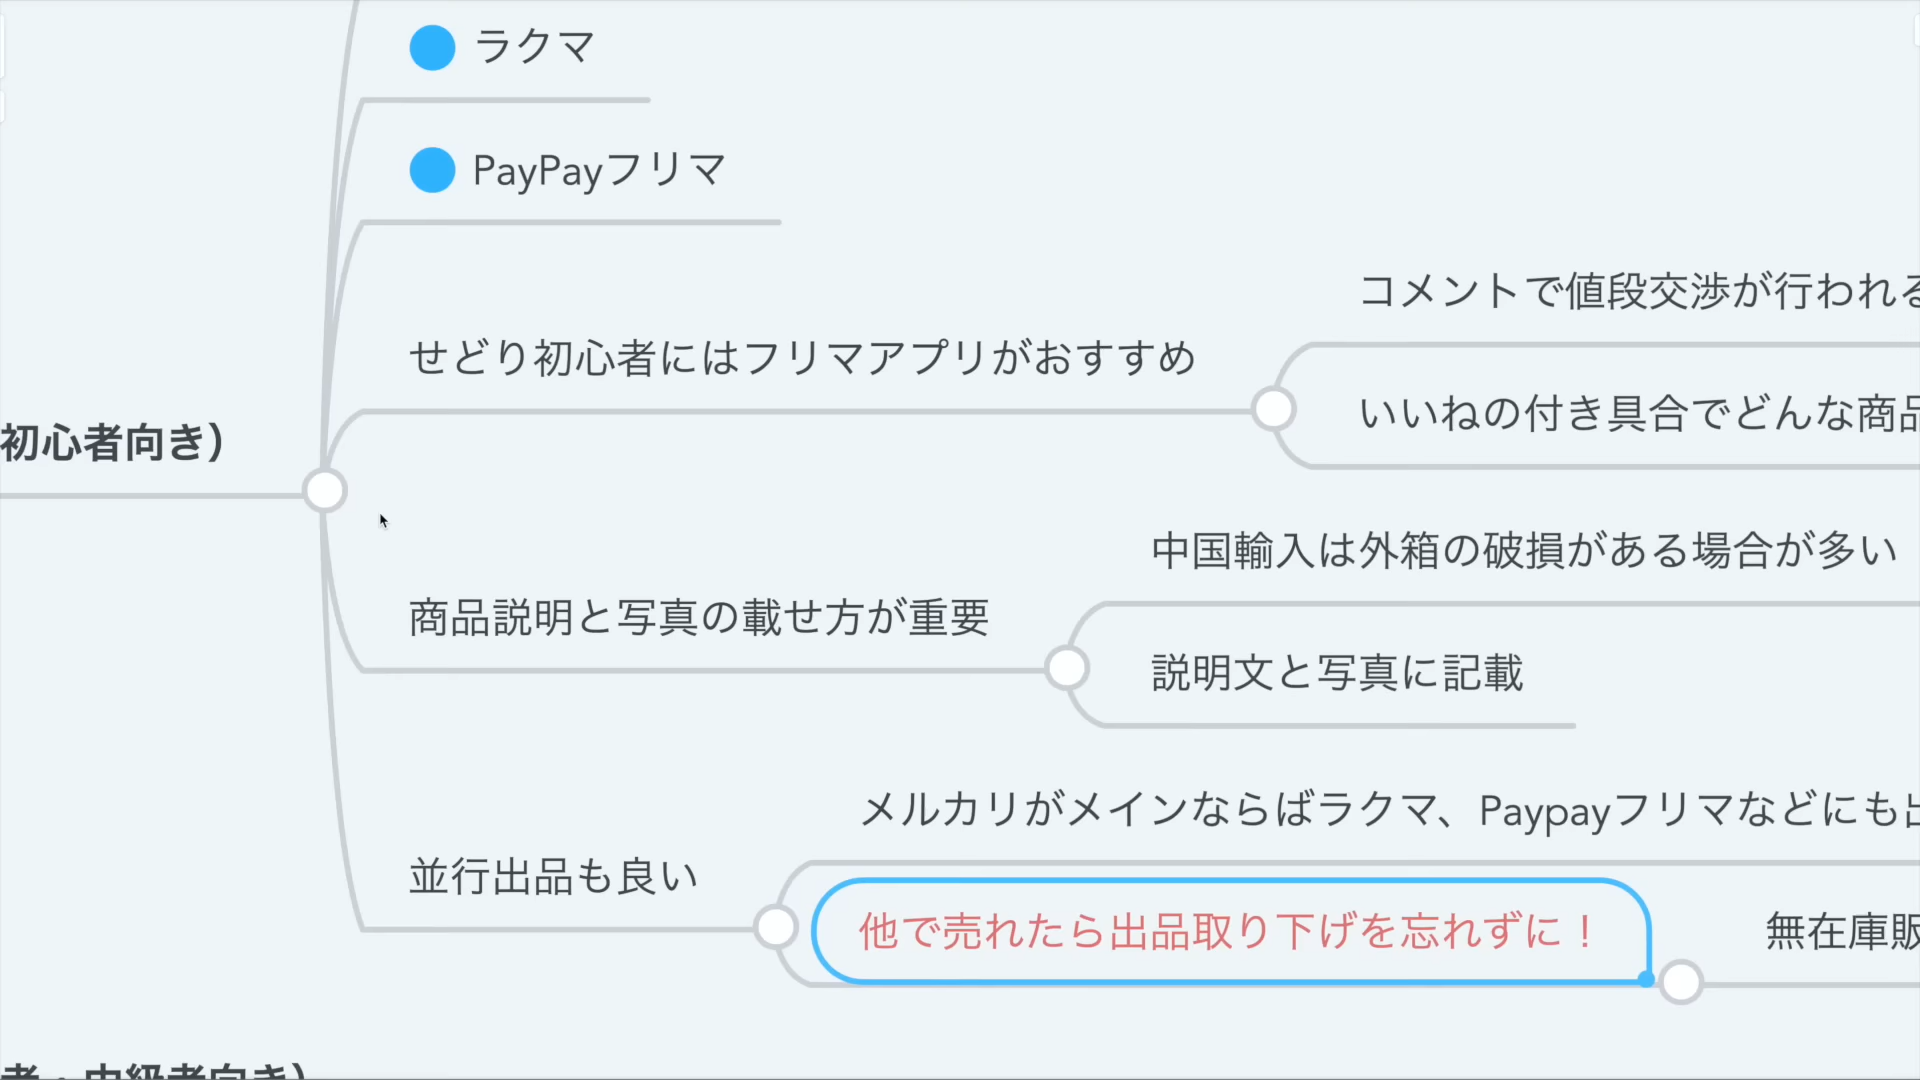 ラクマ
PayPayフリマ
コメントで値段交渉が行われる
せどり初心者にはフリマアプリがおすすめ
いいねの付き具合でどんな商品
初心者向き）
中国輸入は外箱の破損がある場合が多い
商品説明と写真の載せ方が重要
説明文と写真に記載
メルカリがメインならばラクマ、Paypayフリマなどにも出
並行出品も良い
他で売れたら出品取り下げを忘れずに！
無在庫販
者・中級者向き）